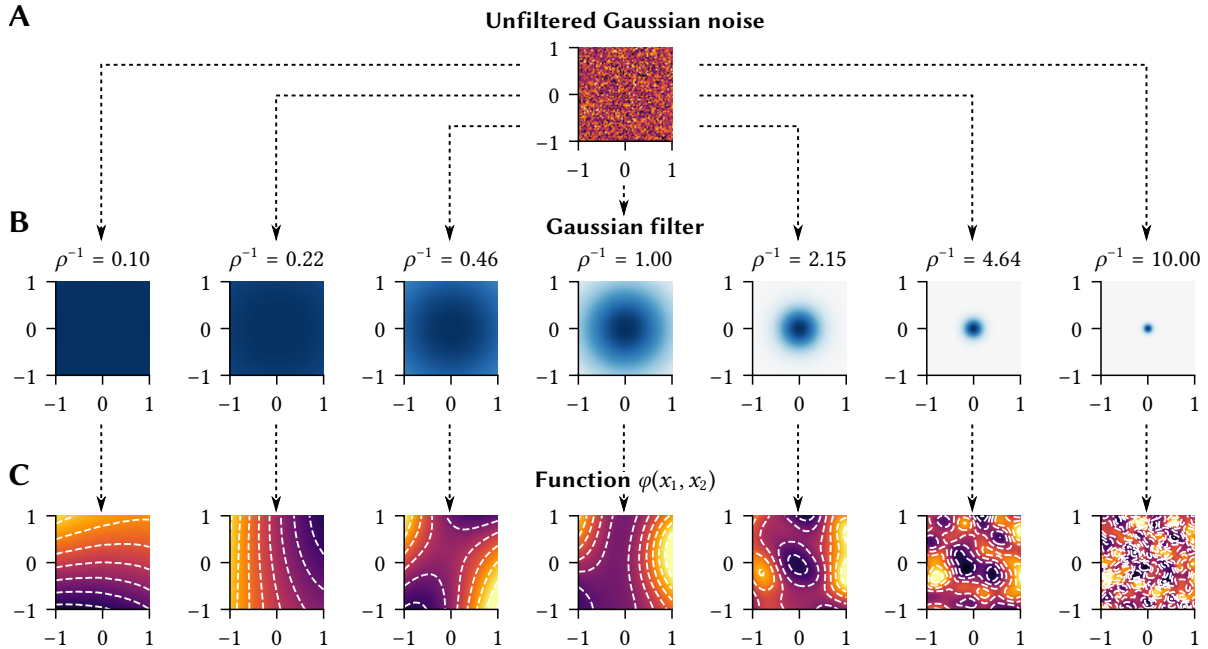 A
Unfiltered Gaussian noise
1
0
−1
−1 0 1
B
Gaussian filter
ρ⁻¹ = 0.10 ρ⁻¹ = 0.22 ρ⁻¹ = 0.46 ρ⁻¹ = 1.00 ρ⁻¹ = 2.15 ρ⁻¹ = 4.64 ρ⁻¹ = 10.00
1 1 1 1 1 1 1
0 0 0 0 0 0 0
−1 −1 −1 −1 −1 −1 −1
−1 0 1 −1 0 1 −1 0 1 −1 0 1 −1 0 1 −1 0 1 −1 0 1
C
Function φ(x₁, x₂)
1 1 1 1 1 1 1
0 0 0 0 0 0 0
−1 −1 −1 −1 −1 −1 −1
−1 0 1 −1 0 1 −1 0 1 −1 0 1 −1 0 1 −1 0 1 −1 0 1